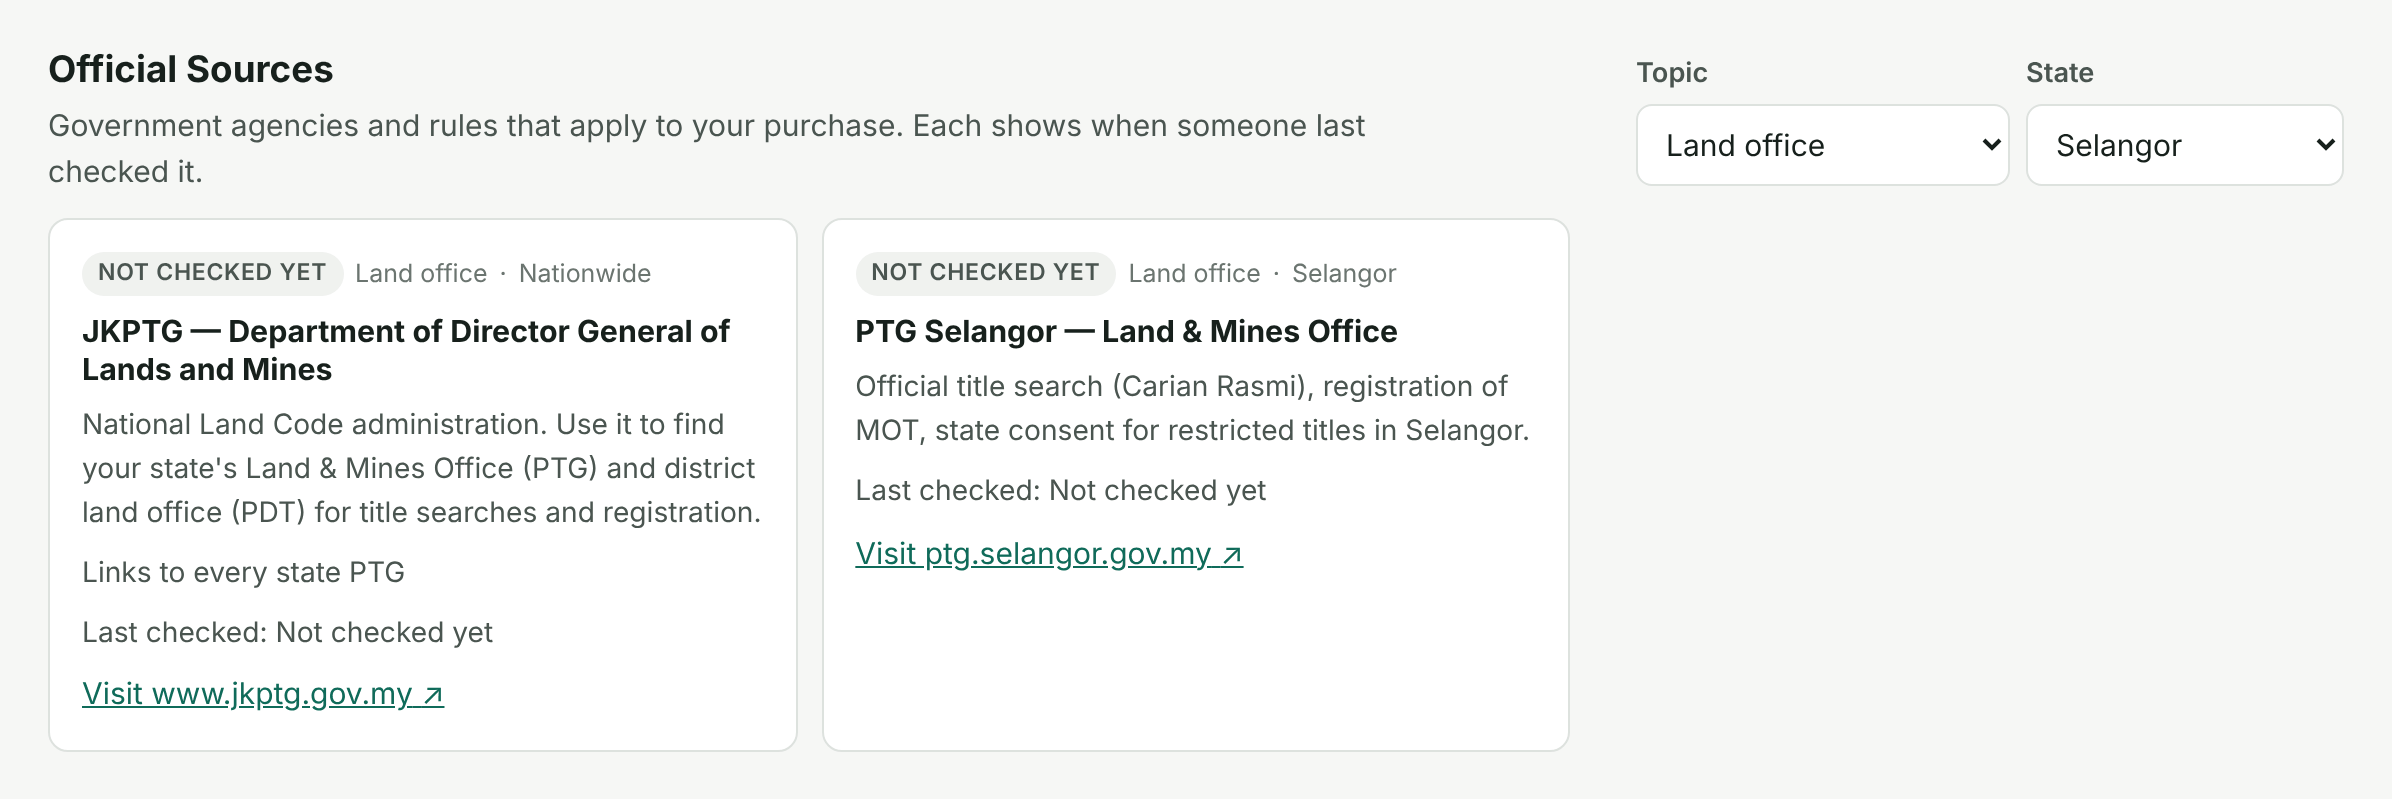 Official Sources
Government agencies and rules that apply to your purchase. Each shows when someone last
checked it.
Topic
Land office
State
Selangor
NOT CHECKED YET Land office · Nationwide
JKPTG — Department of Director General of
Lands and Mines
National Land Code administration. Use it to find
your state's Land & Mines Office (PTG) and district
land office (PDT) for title searches and registration.
Links to every state PTG
Last checked: Not checked yet
Visit www.jkptg.gov.my ↗
NOT CHECKED YET Land office · Selangor
PTG Selangor — Land & Mines Office
Official title search (Carian Rasmi), registration of
MOT, state consent for restricted titles in Selangor.
Last checked: Not checked yet
Visit ptg.selangor.gov.my ↗